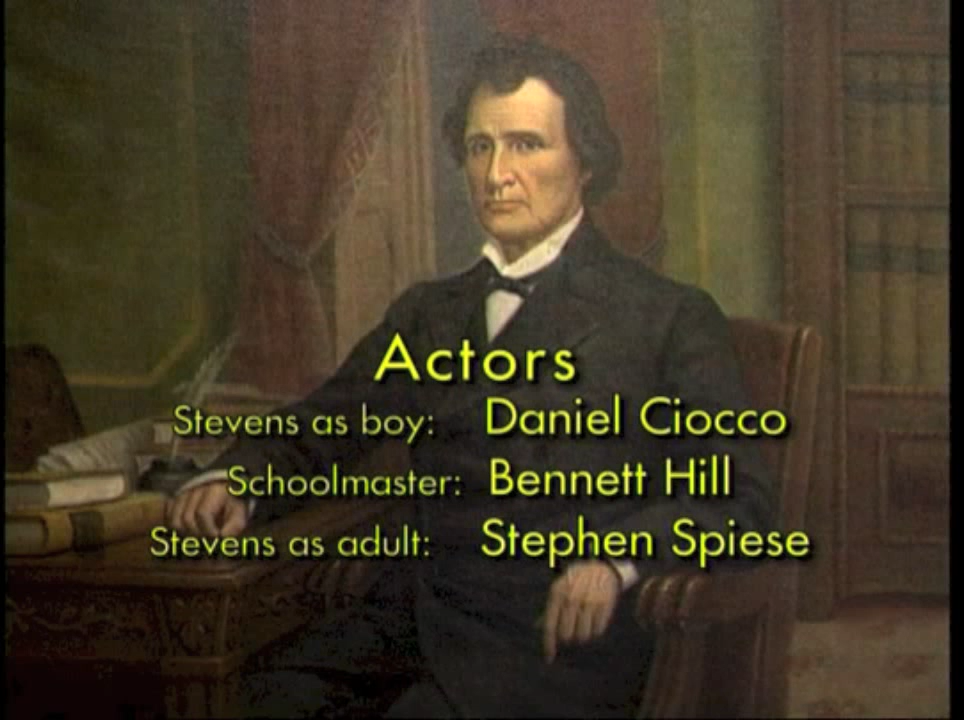 Actors
Stevens as boy: Daniel Ciocco
Schoolmaster: Bennett Hill
Stevens as adult: Stephen Spiese